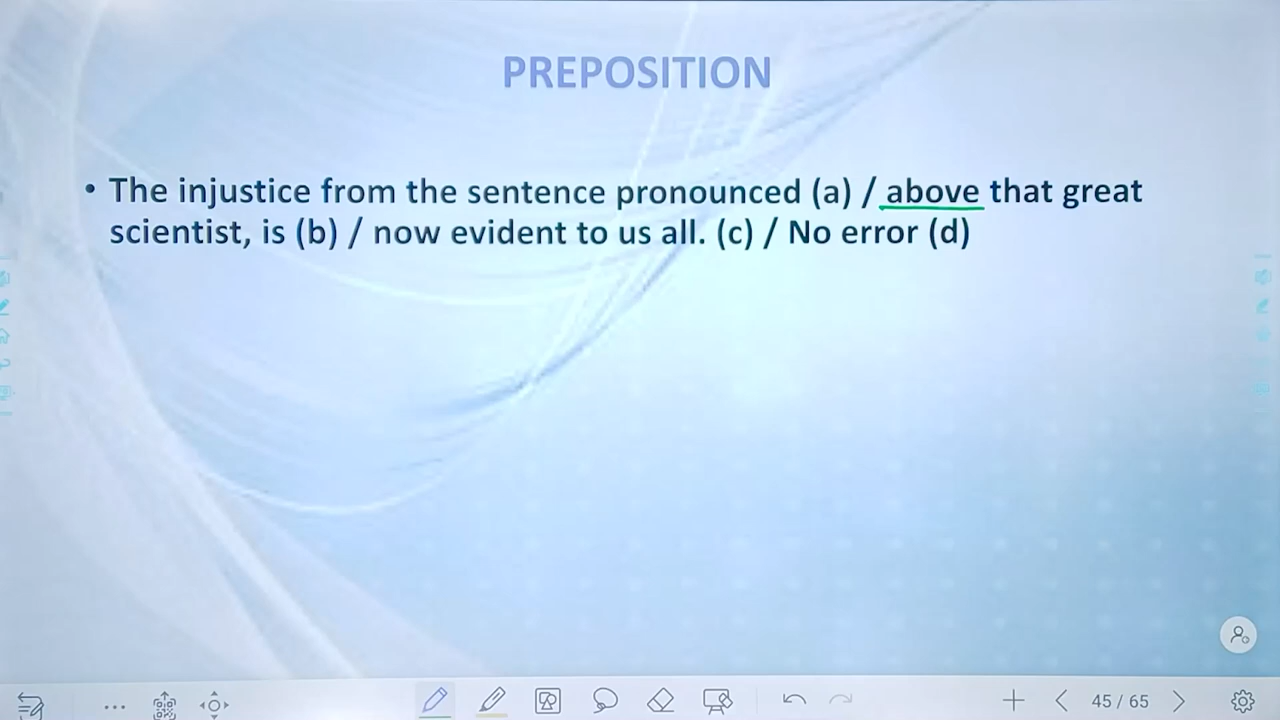 PREPOSITION
• The injustice from the sentence pronounced (a) / above that great
scientist, is (b) / now evident to us all. (c) / No error (d)
45 / 65